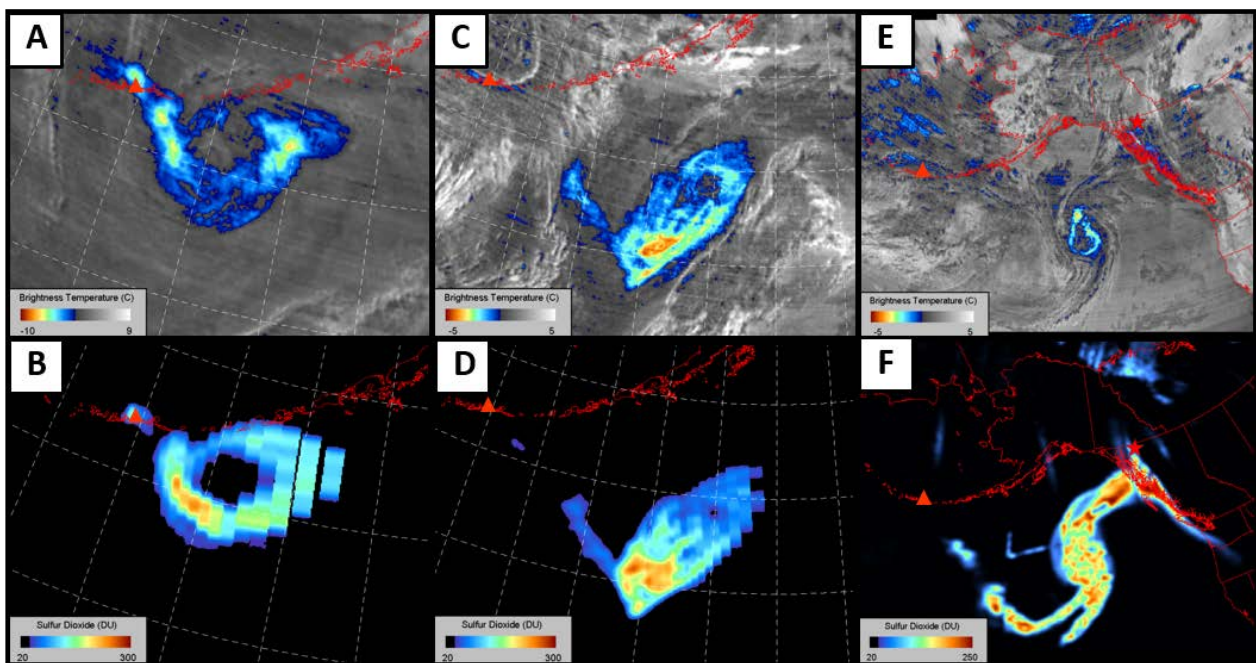 A
Brightness Temperature (C)
-10 9
C
Brightness Temperature (C)
-5 5
E
Brightness Temperature (C)
-5 5
B
Sulfur Dioxide (DU)
20 300
D
Sulfur Dioxide (DU)
20 300
F
Sulfur Dioxide (DU)
20 250